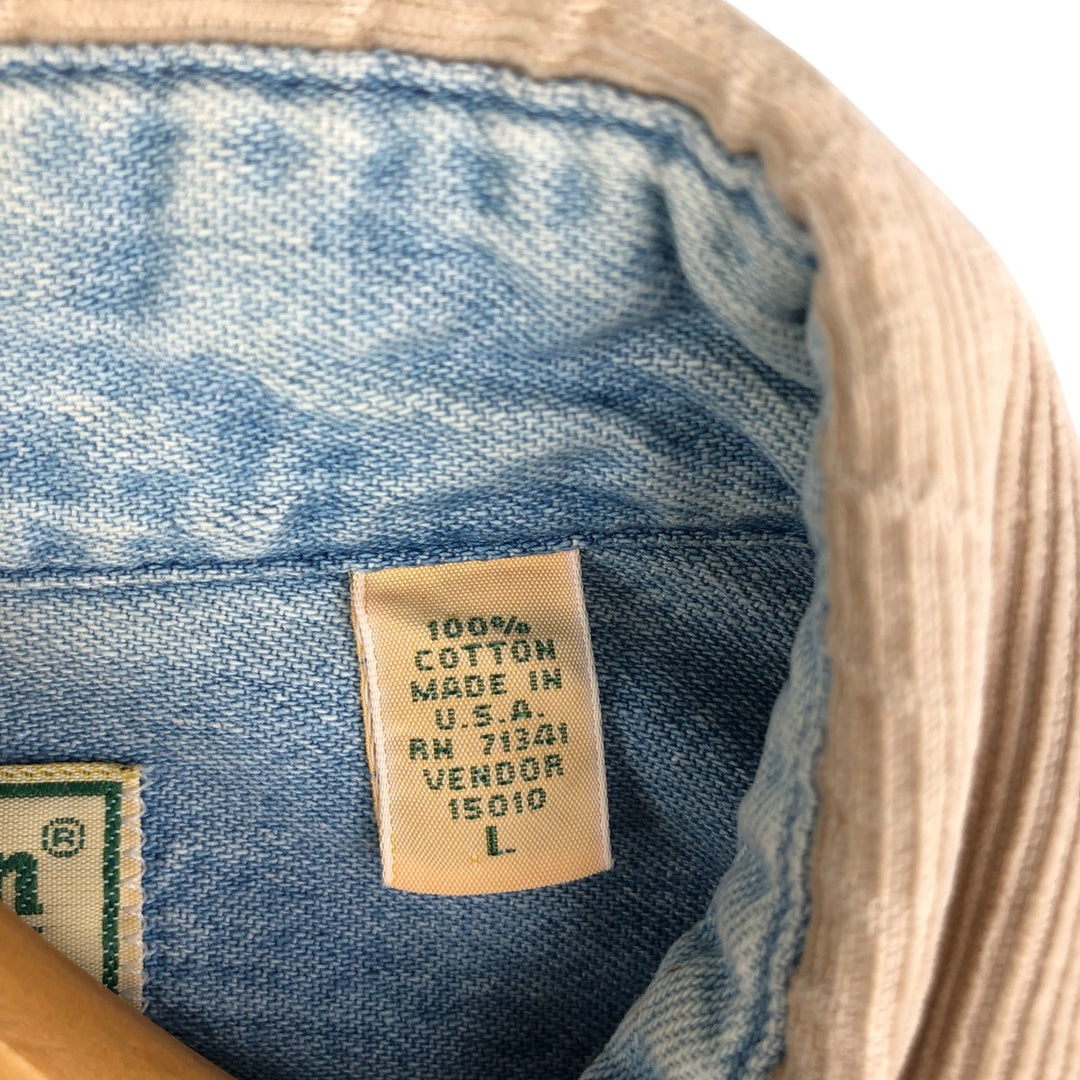 100%
COTTON
MADE IN
U.S.A.
RN 71341
VENDOR
15010
L
n®